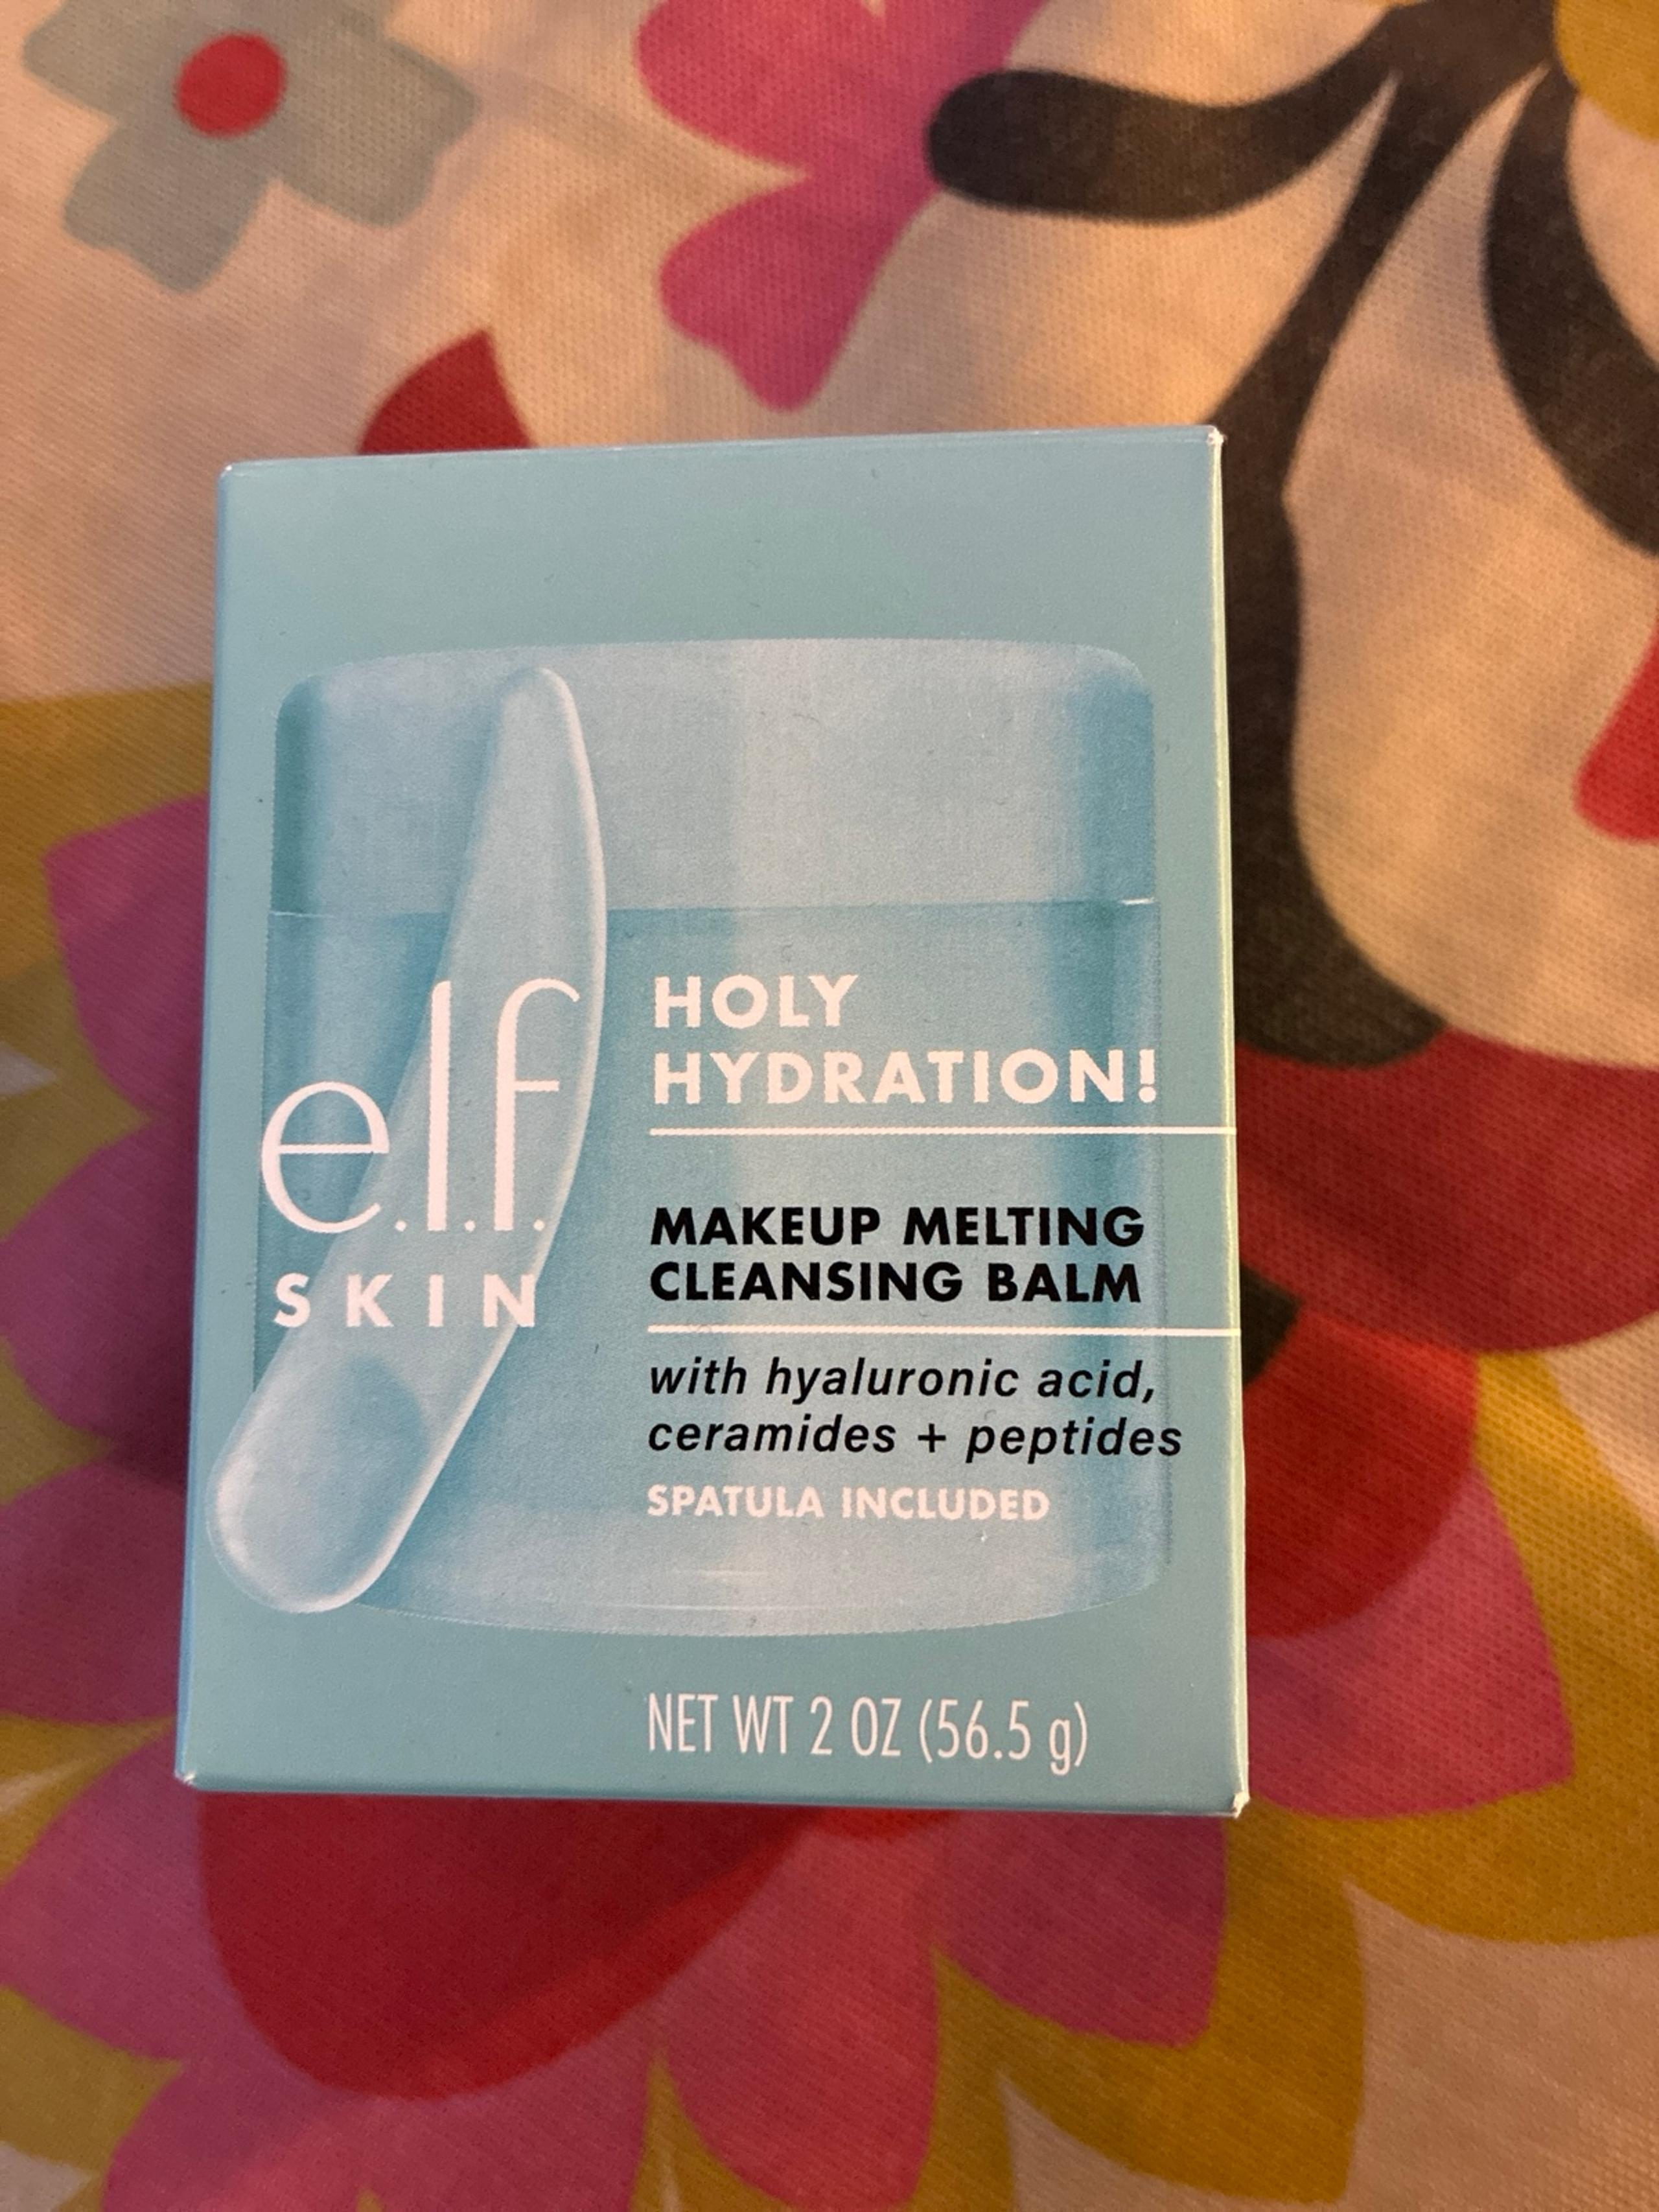 e.l.f.
SKIN
HOLY
HYDRATION!
MAKEUP MELTING
CLEANSING BALM
with hyaluronic acid,
ceramides + peptides
SPATULA INCLUDED
NET WT 2 OZ (56.5 g)